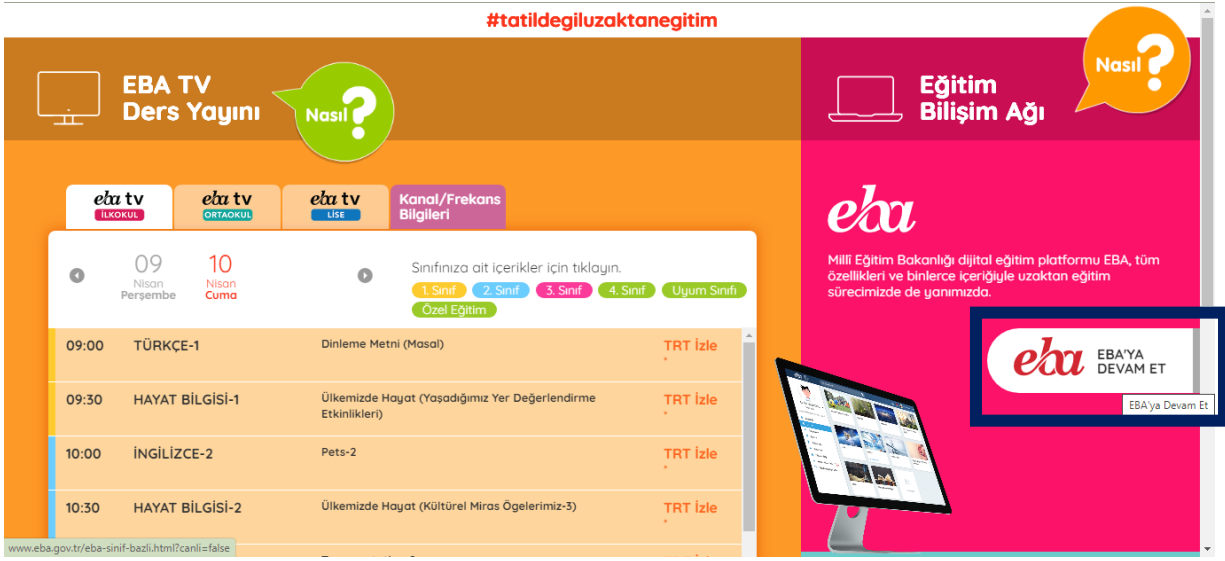 #tatildegiluzaktanegitim
EBA TV
Ders Yayını
Nasıl?
Eğitim
Bilişim Ağı
Nasıl?
eba tv
İLKOKUL
eba tv
ORTAOKUL
eba tv
LİSE
Kanal/Frekans
Bilgileri
09
Nisan
Perşembe
10
Nisan
Cuma
Sınıfınıza ait içerikler için tıklayın.
1. Sınıf 2. Sınıf 3. Sınıf 4. Sınıf Uyum Sınıfı
Özel Eğitim
09:00 TÜRKÇE-1 Dinleme Metni (Masal) TRT İzle
*
09:30 HAYAT BİLGİSİ-1 Ülkemizde Hayat (Yaşadığımız Yer Değerlendirme
Etkinlikleri) TRT İzle
*
10:00 İNGİLİZCE-2 Pets-2 TRT İzle
*
10:30 HAYAT BİLGİSİ-2 Ülkemizde Hayat (Kültürel Miras Ögelerimiz-3) TRT İzle
*
eba
Millî Eğitim Bakanlığı dijital eğitim platformu EBA, tüm
özellikleri ve binlerce içeriğiyle uzaktan eğitim
sürecimizde de yanımızda.
eba EBA'YA
DEVAM ET
EBA'ya Devam Et
www.eba.gov.tr/eba-sinif-bazli.html?canli=false